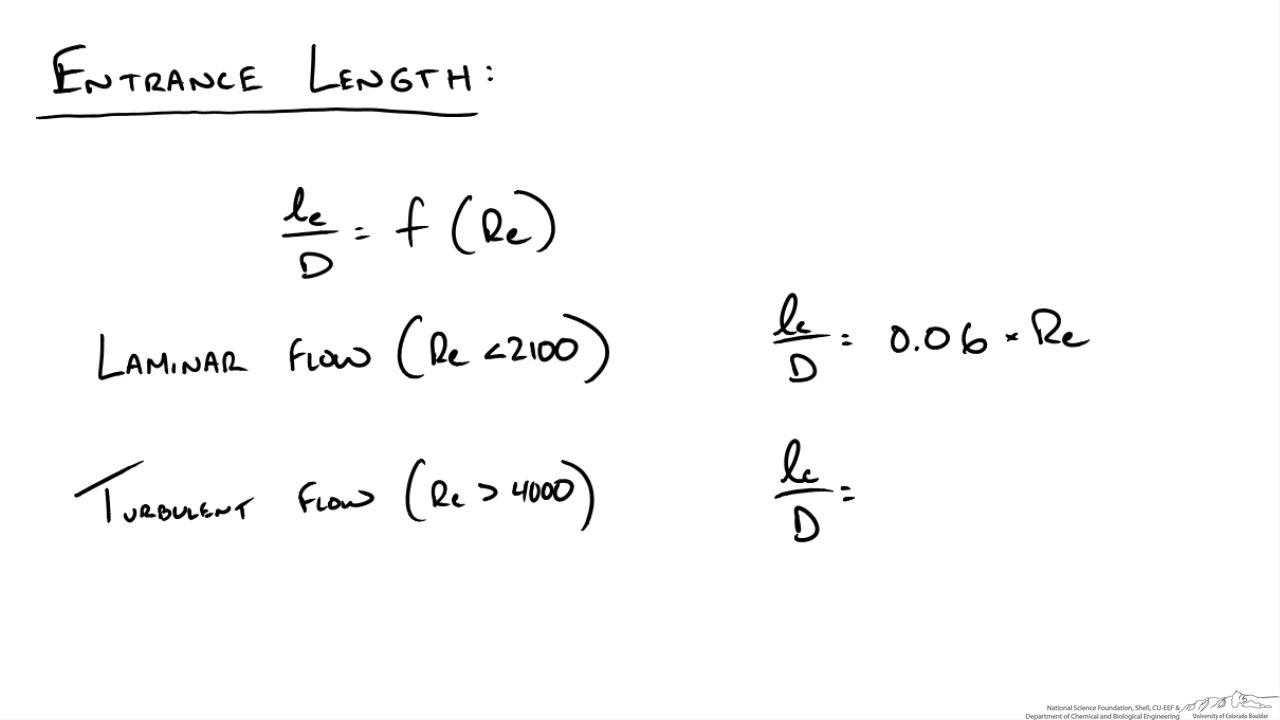 ENTRANCE LENGTH:
le/D = f (Re)
LAMINAR FLOW (Re <2100) le/D = 0.06 * Re
TURBULENT FLOW (Re > 4000) le/D =
National Science Foundation, Shell, CU-EEF &
Department of Chemical and Biological Engineering
University of Colorado Boulder